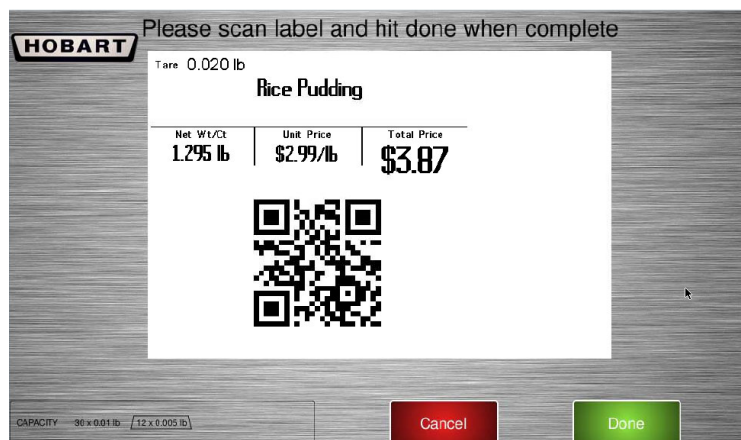 Please scan label and hit done when complete
HOBART
Tare 0.020 lb
Rice Pudding
Net Wt/Ct Unit Price Total Price
1.295 lb $2.99/lb $3.87
CAPACITY 30 x 0.01 lb 12 x 0.005 lb
Cancel Done